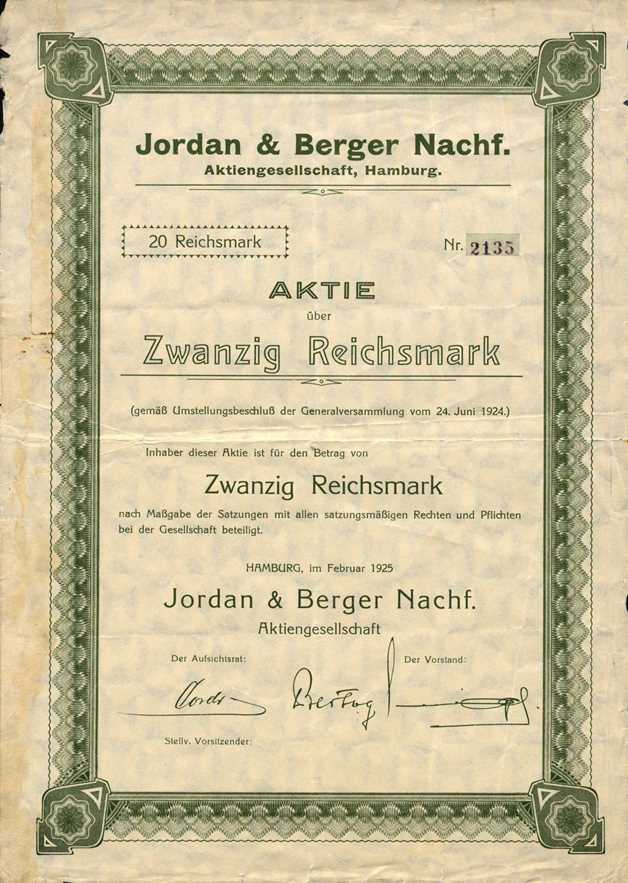 Jordan & Berger Nachf.
Aktiengesellschaft, Hamburg.
20 Reichsmark
Nr. 2135
AKTIE
über
Zwanzig Reichsmark
(gemäß Umstellungsbeschluß der Generalversammlung vom 24. Juni 1924.)
Inhaber dieser Aktie ist für den Betrag von
Zwanzig Reichsmark
nach Maßgabe der Satzungen mit allen satzungsmäßigen Rechten und Pflichten
bei der Gesellschaft beteiligt.
HAMBURG, im Februar 1925
Jordan & Berger Nachf.
Aktiengesellschaft
Der Aufsichtsrat:
Der Vorstand:
Stellv. Vorsitzender: